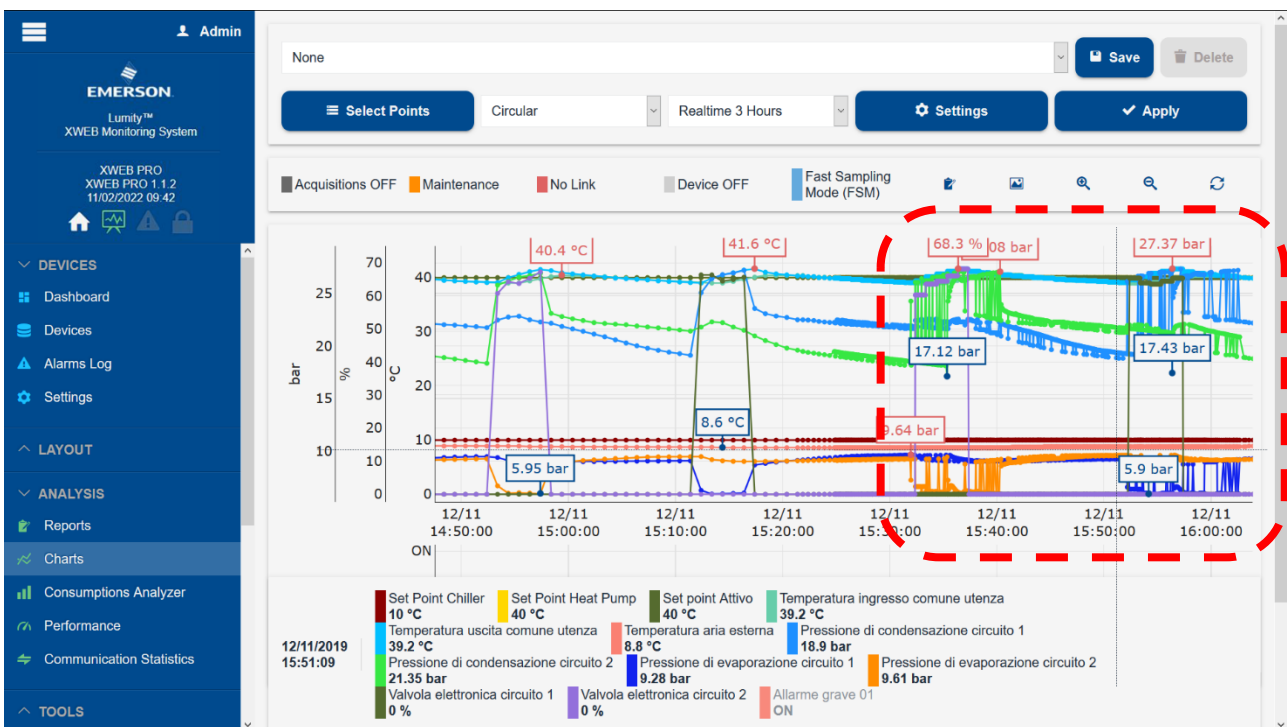 Admin
EMERSON
Lumity™
XWEB Monitoring System
XWEB PRO
XWEB PRO 1.1.2
11/02/2022 09:42
DEVICES
Dashboard
Devices
Alarms Log
Settings
LAYOUT
ANALYSIS
Reports
Charts
Consumptions Analyzer
Performance
Communication Statistics
TOOLS
None
Save
Delete
Select Points
Circular
Realtime 3 Hours
Settings
Apply
Acquisitions OFF
Maintenance
No Link
Device OFF
Fast Sampling
Mode (FSM)
40.4 °C
41.6 °C
68.3 %
08 bar
27.37 bar
17.12 bar
17.43 bar
8.6 °C
9.64 bar
5.95 bar
5.9 bar
bar
25
20
15
10
%
70
60
50
40
30
20
10
0
°C
40
30
20
10
0
12/11
14:50:00
12/11
15:00:00
12/11
15:10:00
12/11
15:20:00
12/11
15:30:00
12/11
15:40:00
12/11
15:50:00
12/11
16:00:00
ON
12/11/2019
15:51:09
Set Point Chiller
10 °C
Set Point Heat Pump
40 °C
Set point Attivo
40 °C
Temperatura ingresso comune utenza
39.2 °C
Temperatura uscita comune utenza
39.2 °C
Temperatura aria esterna
8.8 °C
Pressione di condensazione circuito 1
18.9 bar
Pressione di condensazione circuito 2
21.35 bar
Pressione di evaporazione circuito 1
9.28 bar
Pressione di evaporazione circuito 2
9.61 bar
Valvola elettronica circuito 1
0 %
Valvola elettronica circuito 2
0 %
Allarme grave 01
ON